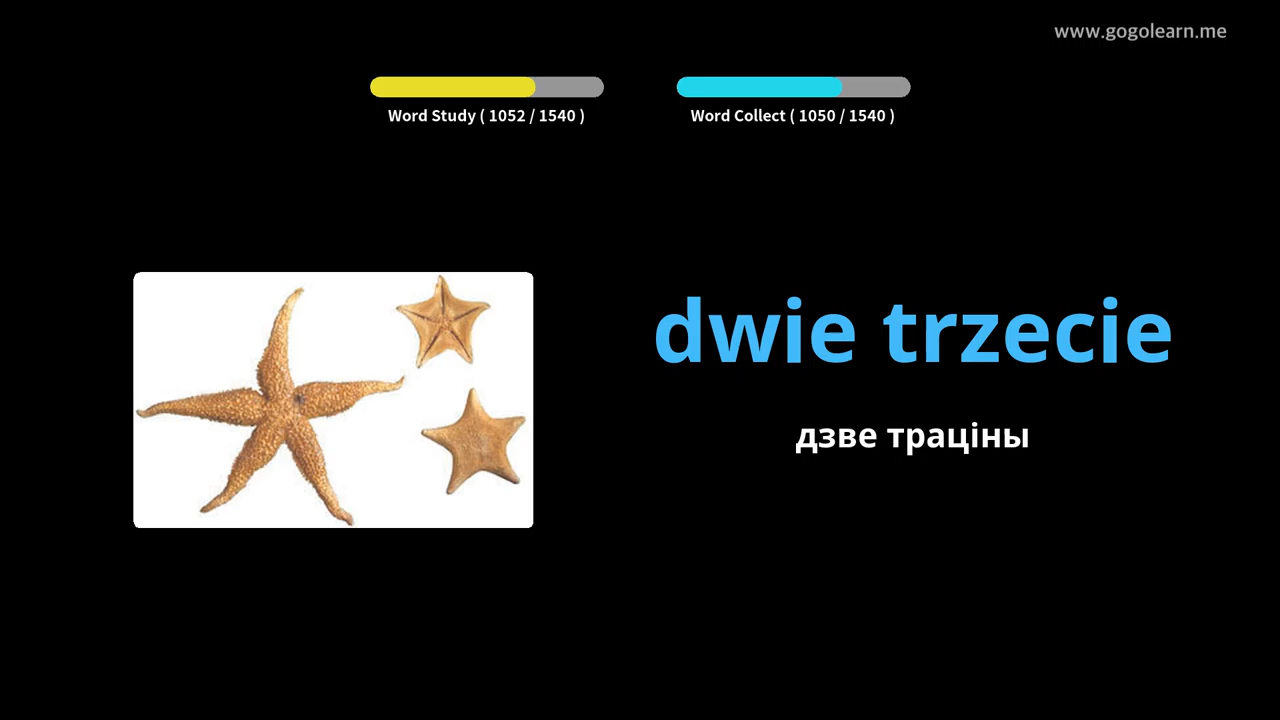 www.gogolearn.me
Word Study ( 1052 / 1540 )
Word Collect ( 1050 / 1540 )
dwie trzecie
дзве траціны